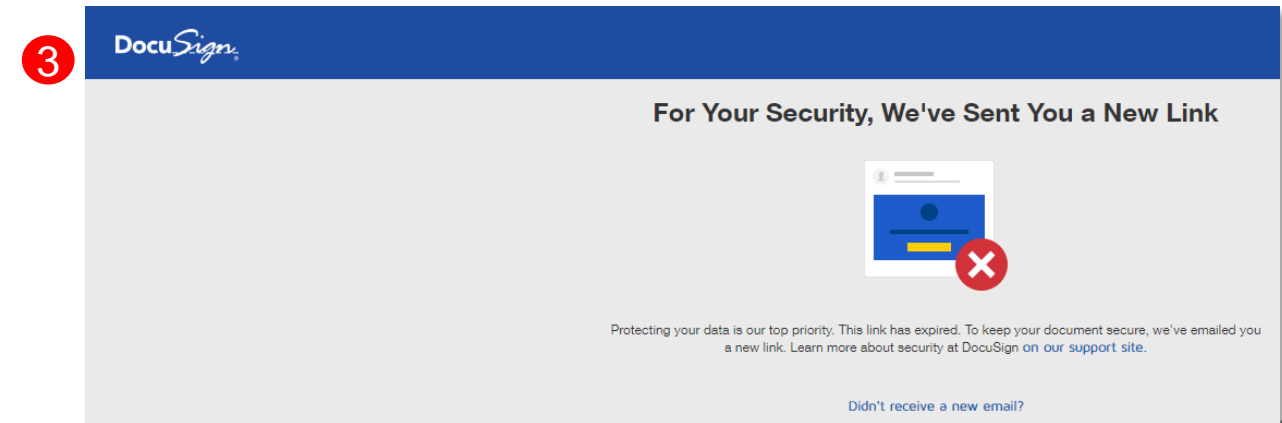 3
DocuSign
For Your Security, We've Sent You a New Link
Protecting your data is our top priority. This link has expired. To keep your document secure, we've emailed you
a new link. Learn more about security at DocuSign on our support site.
Didn't receive a new email?